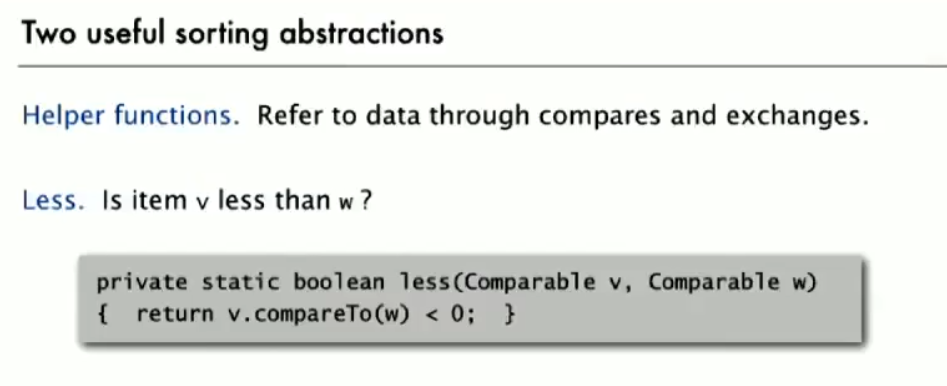 Two useful sorting abstractions
Helper functions. Refer to data through compares and exchanges.
Less. Is item v less than w ?
private static boolean less(Comparable v, Comparable w)
{ return v.compareTo(w) < 0; }